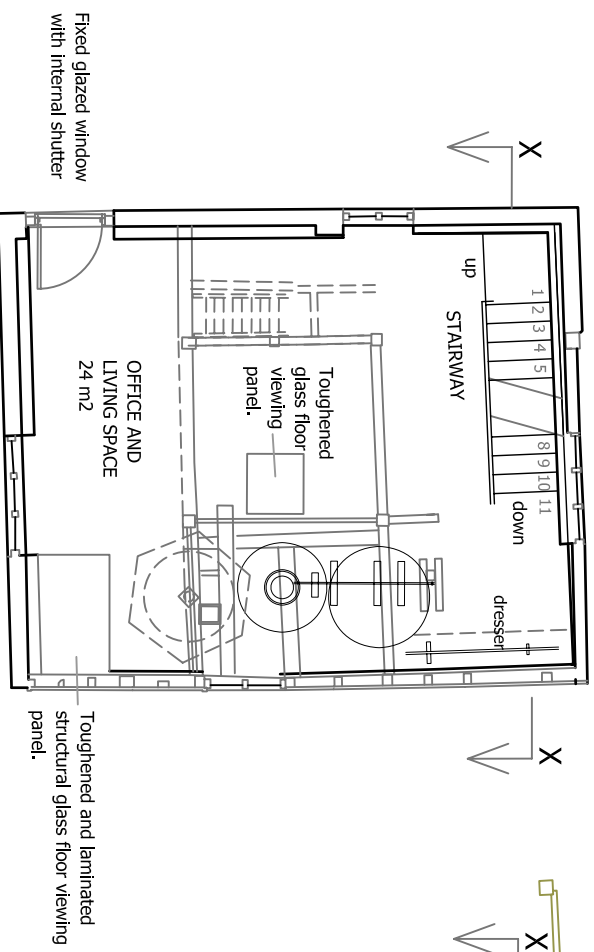 Fixed glazed window
with internal shutter
X
up
STAIRWAY
1
2
3
4
5
8
9
10
11
down
Toughened
glass floor
viewing
panel.
OFFICE AND
LIVING SPACE
24 m2
dresser
Toughened and laminated
structural glass floor viewing
panel.
X
X